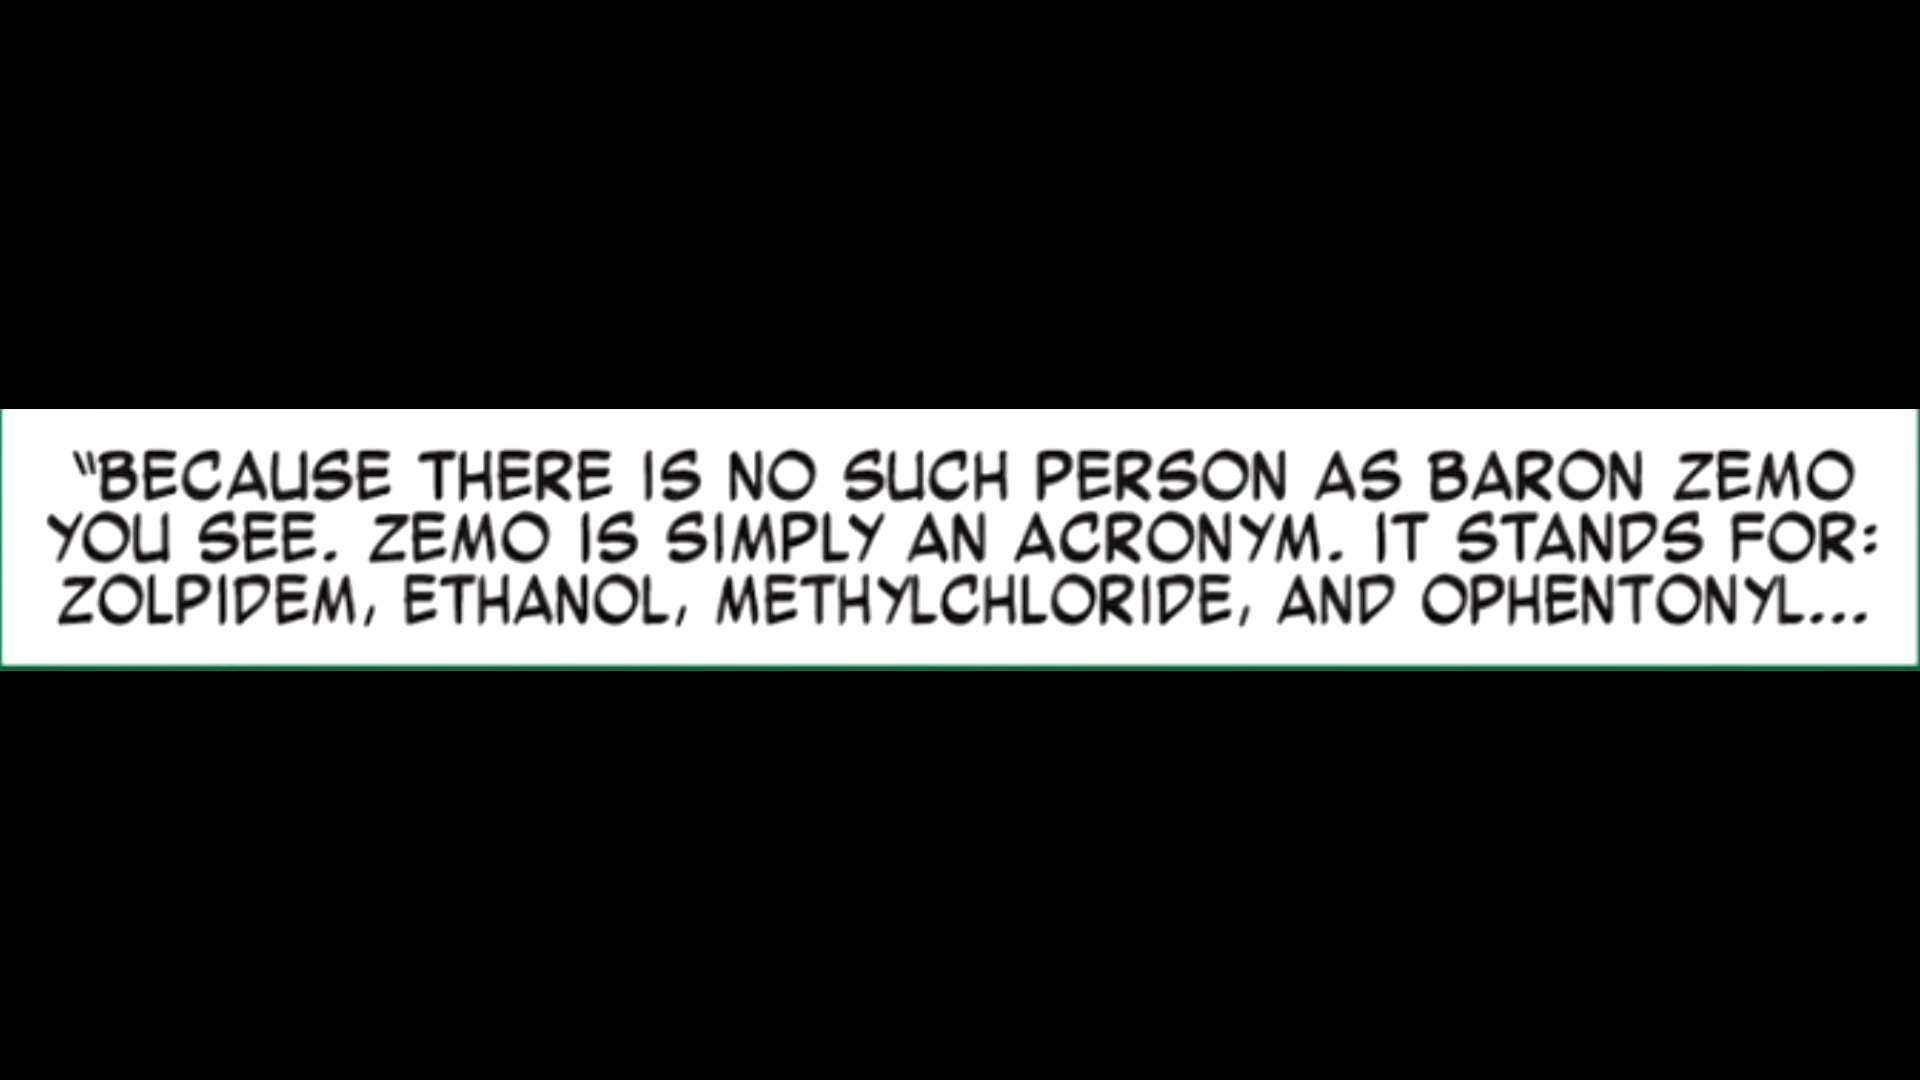 "BECAUSE THERE IS NO SUCH PERSON AS BARON ZEMO
YOU SEE. ZEMO IS SIMPLY AN ACRONYM. IT STANDS FOR:
ZOLPIDEM, ETHANOL, METHYLCHLORIDE, AND OPHENTONYL...